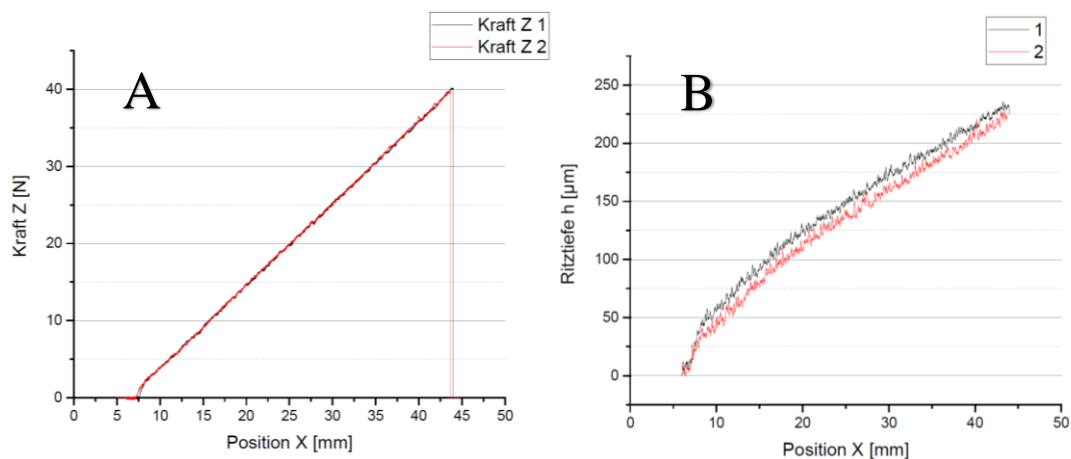 Kraft Z 1
Kraft Z 2
A
Kraft Z [N]
40
30
20
10
0
0 5 10 15 20 25 30 35 40 45 50
Position X [mm]
1
2
B
Ritztiefe h [µm]
250
200
150
100
50
0
0 10 20 30 40 50
Position X [mm]